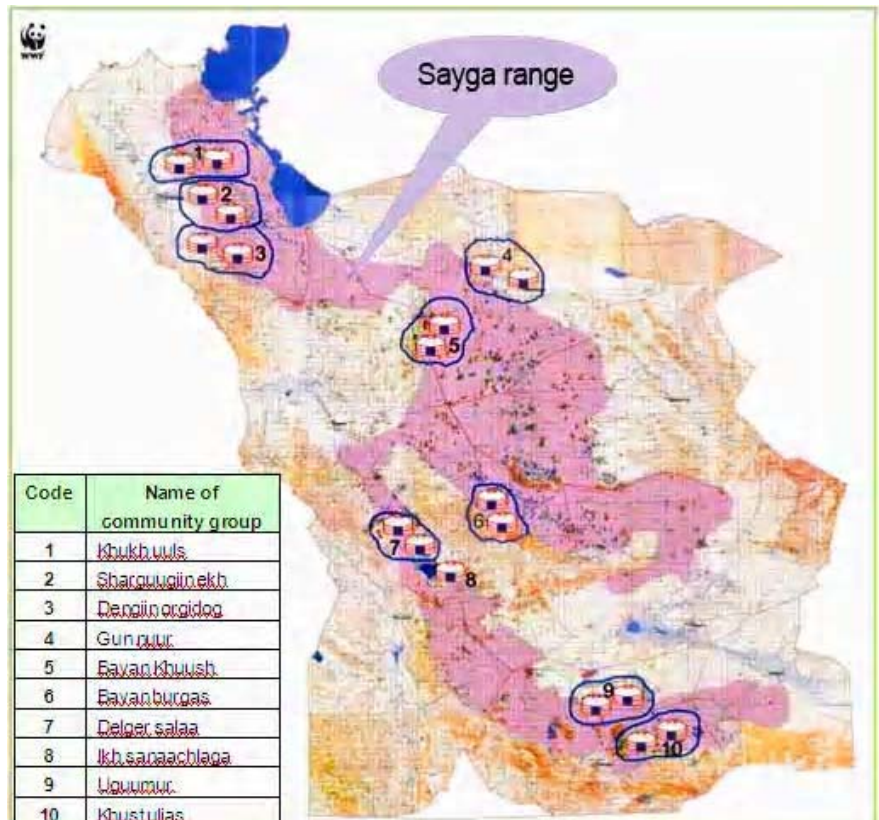 WWF
Sayga range
1
2
3
4
5
6
7
8
9
10
Code Name of community group
1 Khukh uuls
2 Sharguugiin ekh
3 Dengiin orgidog
4 Gun nuur
5 Bayan Khuush
6 Bayanburgas
7 Delger salaa
8 Ikh sanaachlaga
9 Uguumur
10 Khustulias